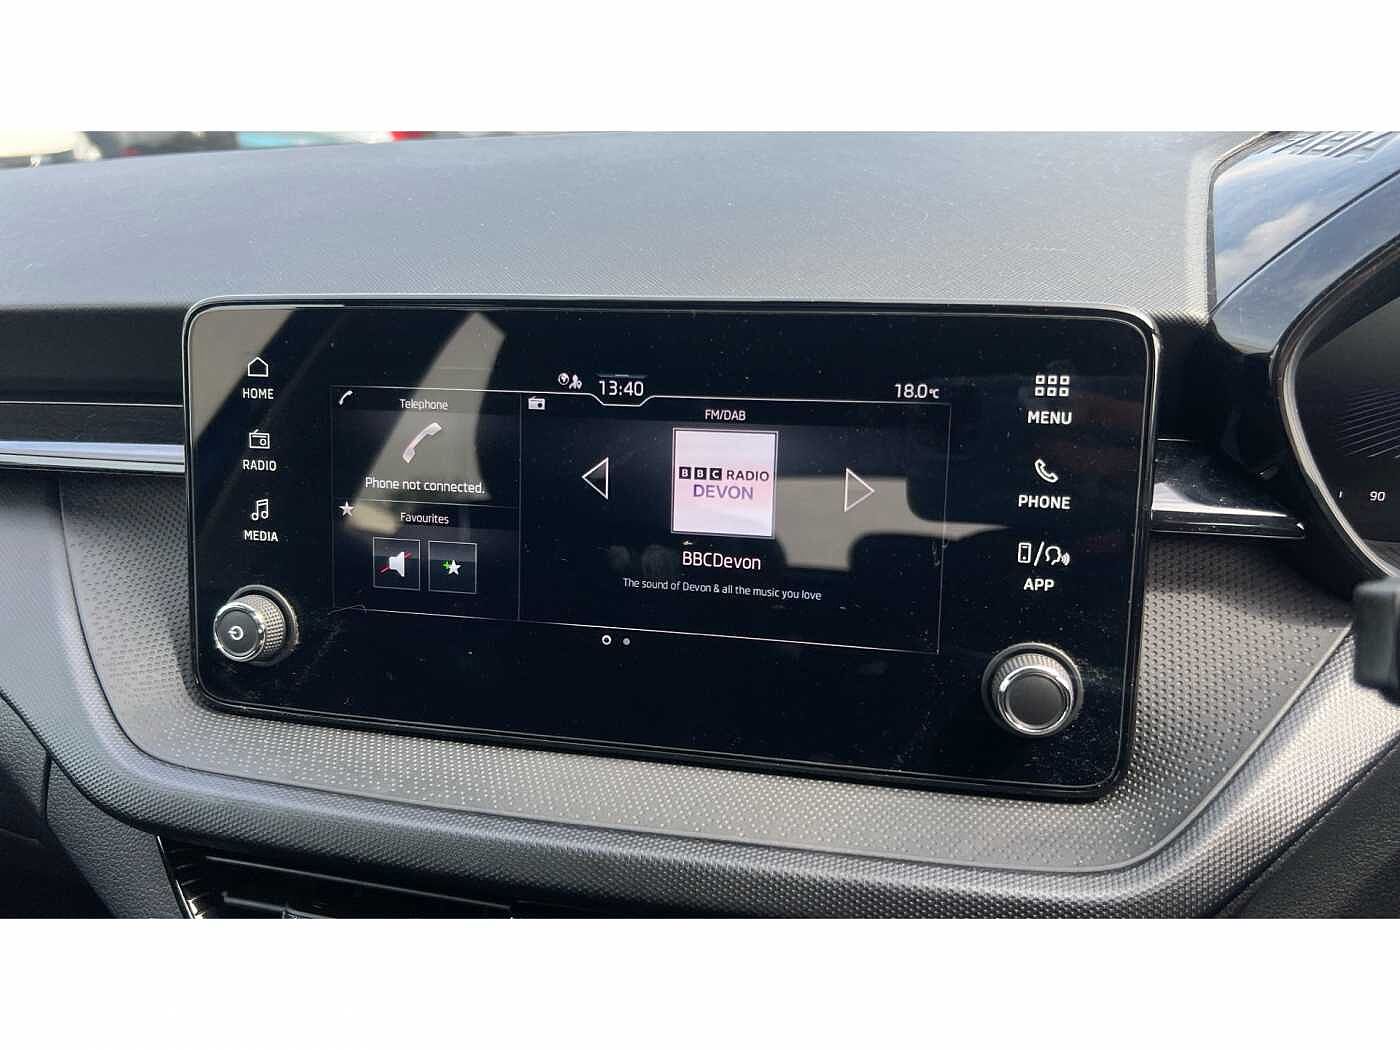 FABIA
HOME
RADIO
MEDIA
Telephone
Phone not connected.
Favourites
13:40
18.0°C
FM/DAB
BBC RADIO
DEVON
BBCDevon
The sound of Devon & all the music you love
MENU
PHONE
APP
90